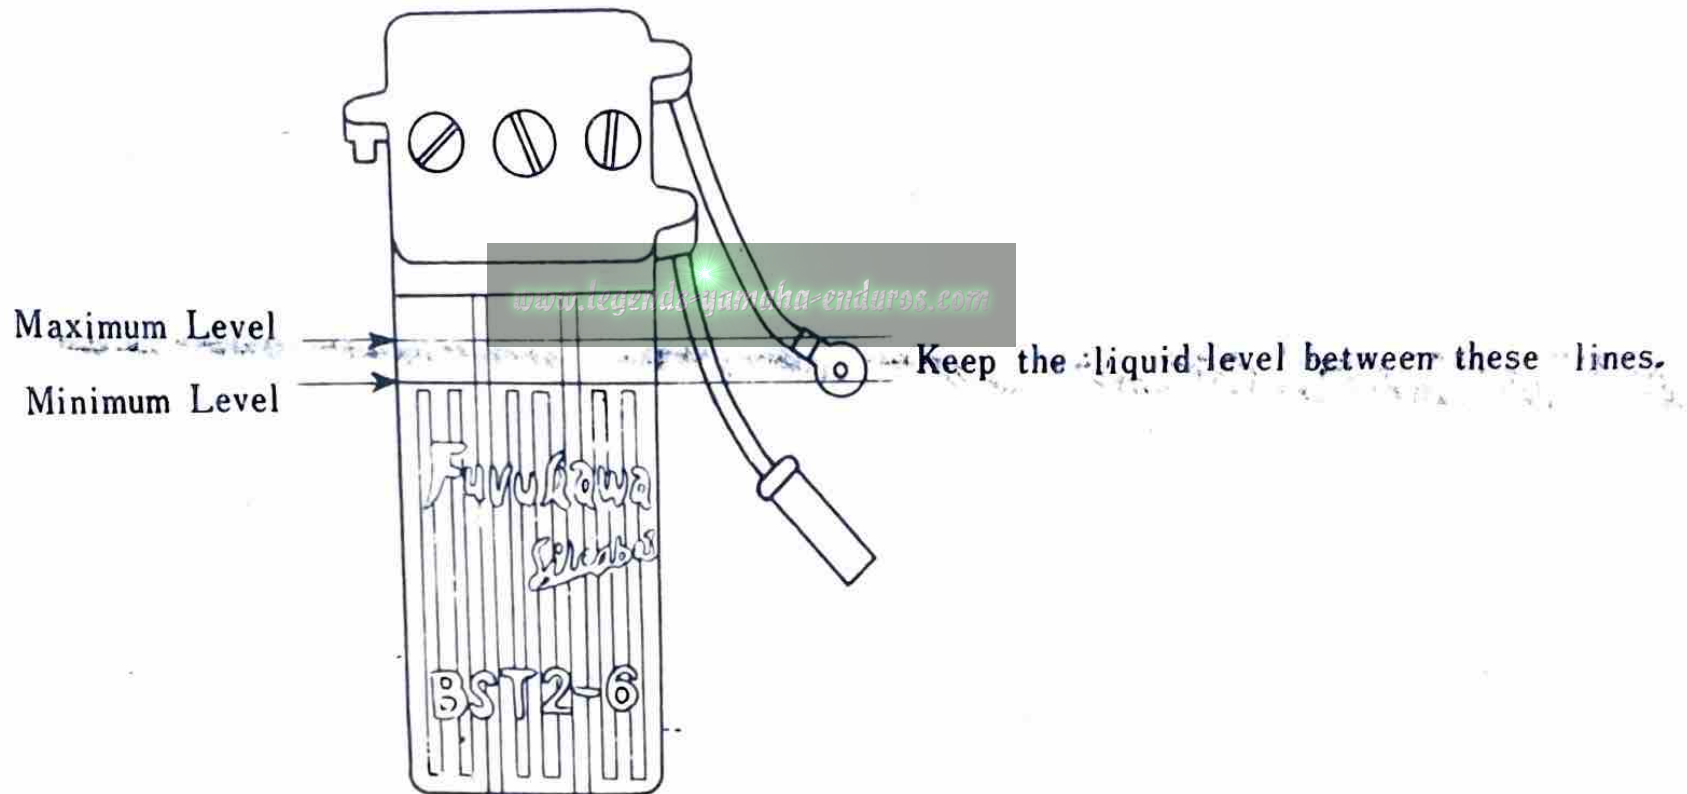 www.legends-yamaha-enduros.com
Maximum Level
Minimum Level
Keep the liquid level between these lines.
Furukawa
BST2-6